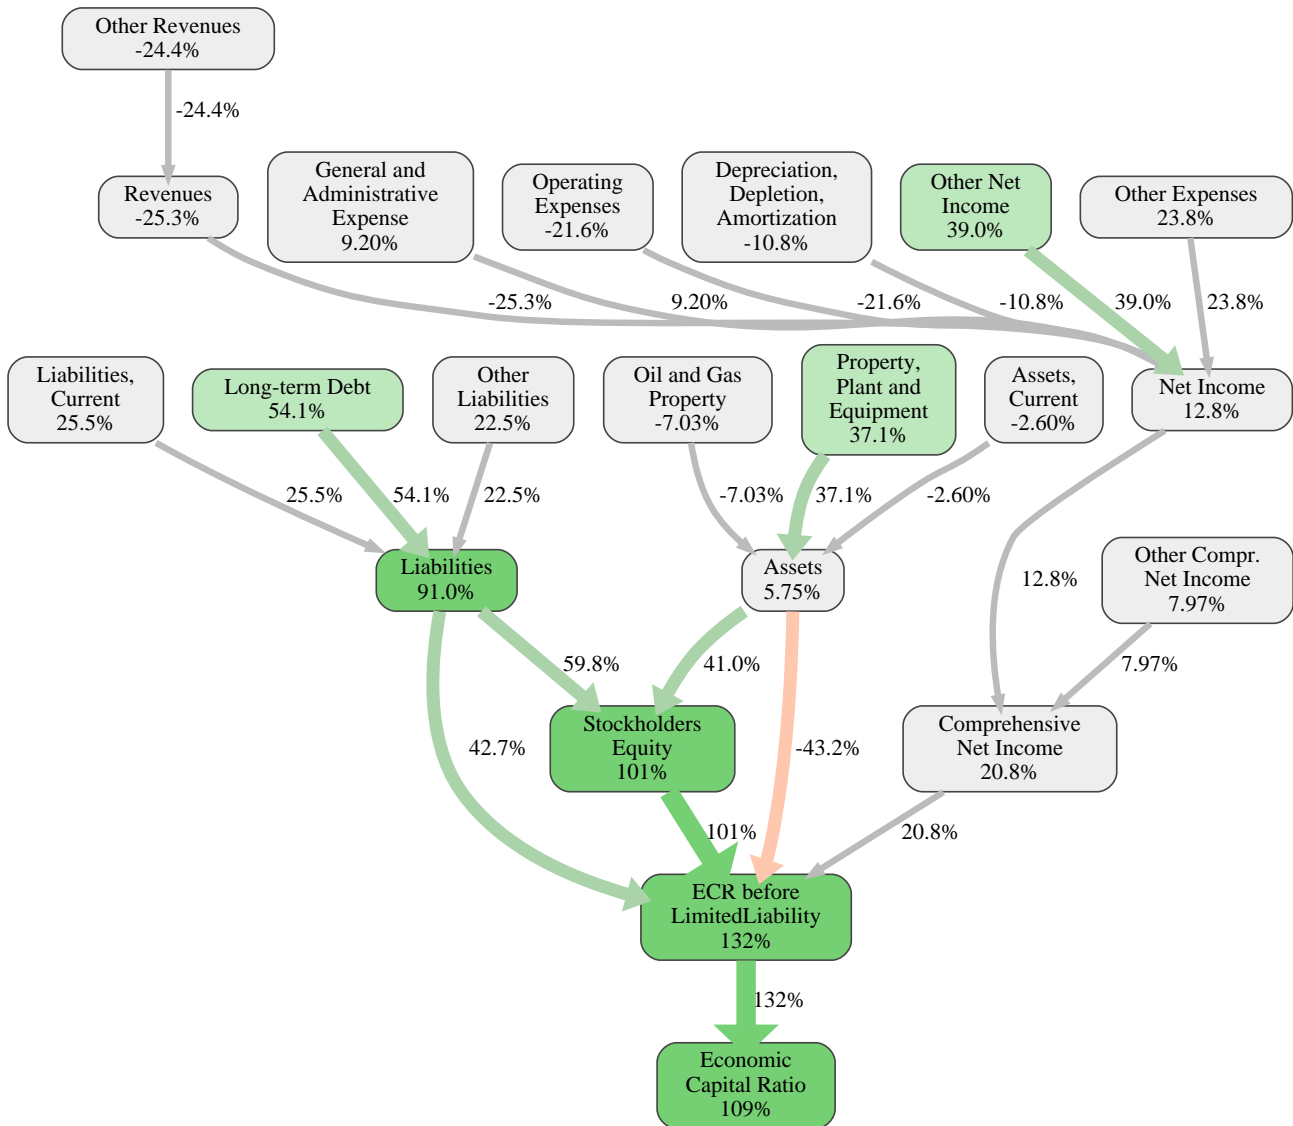 Other Revenues
-24.4%
-24.4%
Revenues
-25.3%
General and
Administrative
Expense
9.20%
Operating
Expenses
-21.6%
Depreciation,
Depletion,
Amortization
-10.8%
Other Net
Income
39.0%
Other Expenses
23.8%
-25.3%
9.20%
-21.6%
-10.8%
39.0%
23.8%
Liabilities,
Current
25.5%
Long-term Debt
54.1%
Other
Liabilities
22.5%
Oil and Gas
Property
-7.03%
Property,
Plant and
Equipment
37.1%
Assets,
Current
-2.60%
Net Income
12.8%
25.5%
54.1%
22.5%
-7.03%
37.1%
-2.60%
Liabilities
91.0%
Assets
5.75%
12.8%
Other Compr.
Net Income
7.97%
59.8%
41.0%
7.97%
Stockholders
Equity
101%
Comprehensive
Net Income
20.8%
42.7%
-43.2%
101%
20.8%
ECR before
LimitedLiability
132%
132%
Economic
Capital Ratio
109%